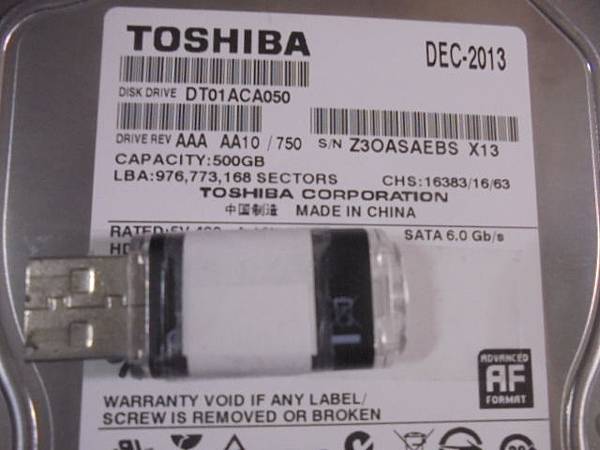 TOSHIBA
DEC-2013
DISK DRIVE DT01ACA050
DRIVE REV AAA AA10 / 750 S/N Z3OASAEBS X13
CAPACITY:500GB
LBA:976,773,168 SECTORS CHS:16383/16/63
TOSHIBA CORPORATION
中国制造 MADE IN CHINA
RATED:5V
SATA 6.0 Gb/s
ADVANCED
AF
FORMAT
WARRANTY VOID IF ANY LABEL/
SCREW IS REMOVED OR BROKEN